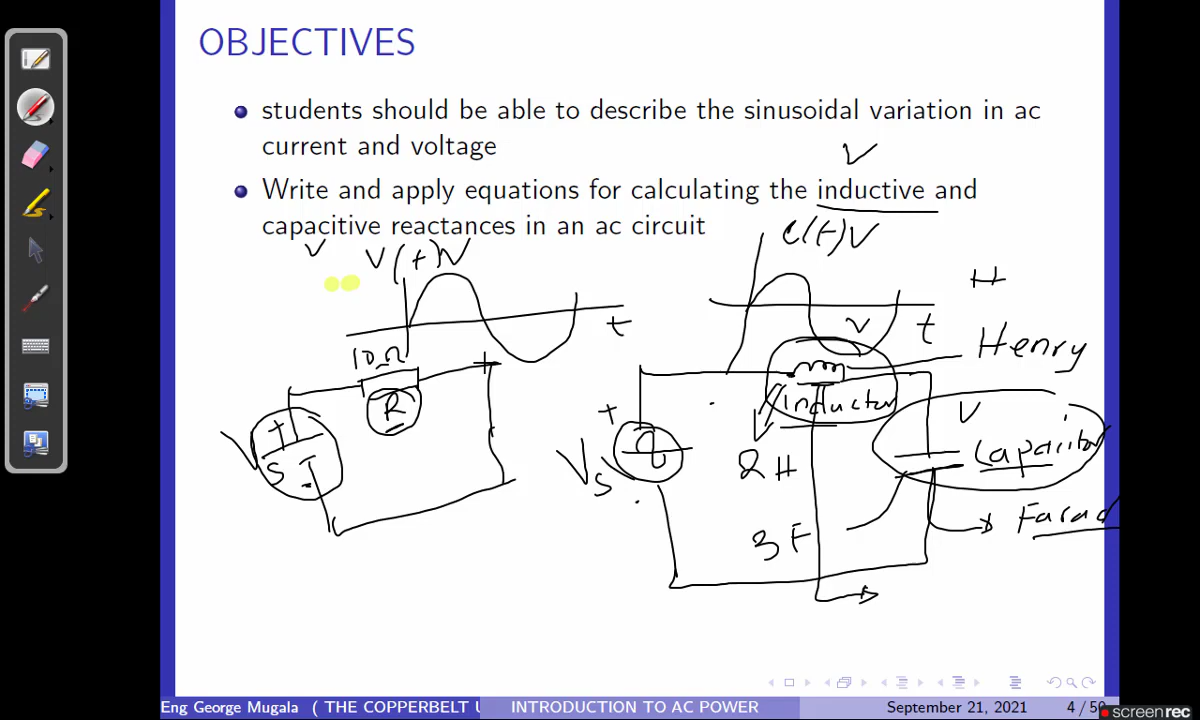 OBJECTIVES
students should be able to describe the sinusoidal variation in ac
current and voltage
Write and apply equations for calculating the inductive and
capacitive reactances in an ac circuit
V(t)V
t
10Ω
R
Vs
t
H
Henry
inductor
Capacitor
Vs
2H
3F
Farad
Eng George Mugala ( THE COPPERBELT U
INTRODUCTION TO AC POWER
September 21, 2021
4 / 50
screenrec